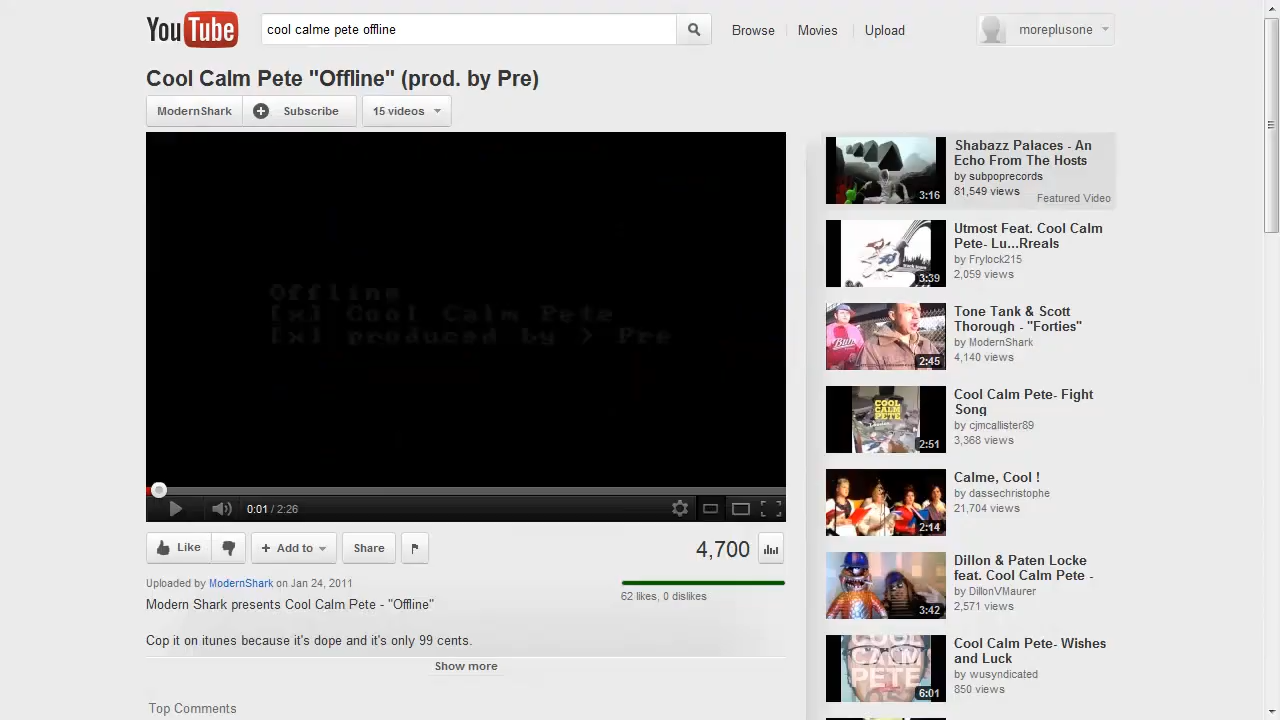 YouTube
cool calme pete offline
Browse
Movies
Upload
moreplusone
Cool Calm Pete "Offline" (prod. by Pre)
ModernShark
Subscribe
15 videos
Offline
[x] Cool Calm Pete
[x] produced by > Pre
0:01 / 2:26
Like
Add to
Share
4,700
Uploaded by ModernShark on Jan 24, 2011
62 likes, 0 dislikes
Modern Shark presents Cool Calm Pete - "Offline"
Cop it on itunes because it's dope and it's only 99 cents.
Show more
Top Comments
3:16
Shabazz Palaces - An
Echo From The Hosts
by subpoprecords
81,549 views
Featured Video
3:39
Utmost Feat. Cool Calm
Pete- Lu...Rreals
by Frylock215
2,059 views
2:45
Tone Tank & Scott
Thorough - "Forties"
by ModernShark
4,140 views
COOL
CALM
PETE
2:51
Cool Calm Pete- Fight
Song
by cjmcallister89
3,368 views
2:14
Calme, Cool !
by dassechristophe
21,704 views
3:42
Dillon & Paten Locke
feat. Cool Calm Pete -
by DillonVMaurer
2,571 views
COOL
CALM
PETE
6:01
Cool Calm Pete- Wishes
and Luck
by wusyndicated
850 views